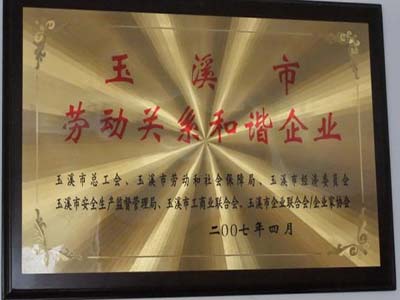 玉溪市
劳动关系和谐企业
玉溪市总工会、玉溪市劳动和社会保障局、玉溪市经济委员会
玉溪市安全生产监督管理局、玉溪市工商业联合会、玉溪市企业联合会/企业家协会
二00七年四月